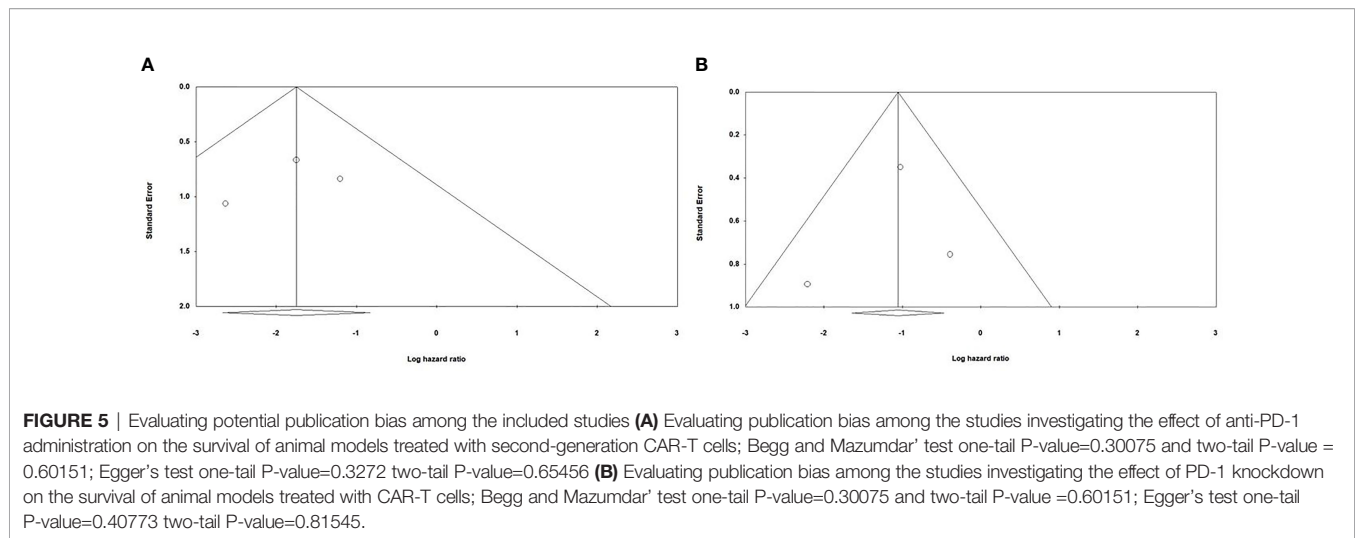 A
B
0.0
0.5
1.0
1.5
2.0
Standard Error
-3
-2
-1
0
1
2
3
Log hazard ratio
0.0
0.2
0.4
0.6
0.8
1.0
Standard Error
-3
-2
-1
0
1
2
3
Log hazard ratio
FIGURE 5 | Evaluating potential publication bias among the included studies (A) Evaluating publication bias among the studies investigating the effect of anti-PD-1
administration on the survival of animal models treated with second-generation CAR-T cells; Begg and Mazumdar' test one-tail P-value=0.30075 and two-tail P-value =
0.60151; Egger's test one-tail P-value=0.3272 two-tail P-value=0.65456 (B) Evaluating publication bias among the studies investigating the effect of PD-1 knockdown
on the survival of animal models treated with CAR-T cells; Begg and Mazumdar' test one-tail P-value=0.30075 and two-tail P-value =0.60151; Egger's test one-tail
P-value=0.40773 two-tail P-value=0.81545.